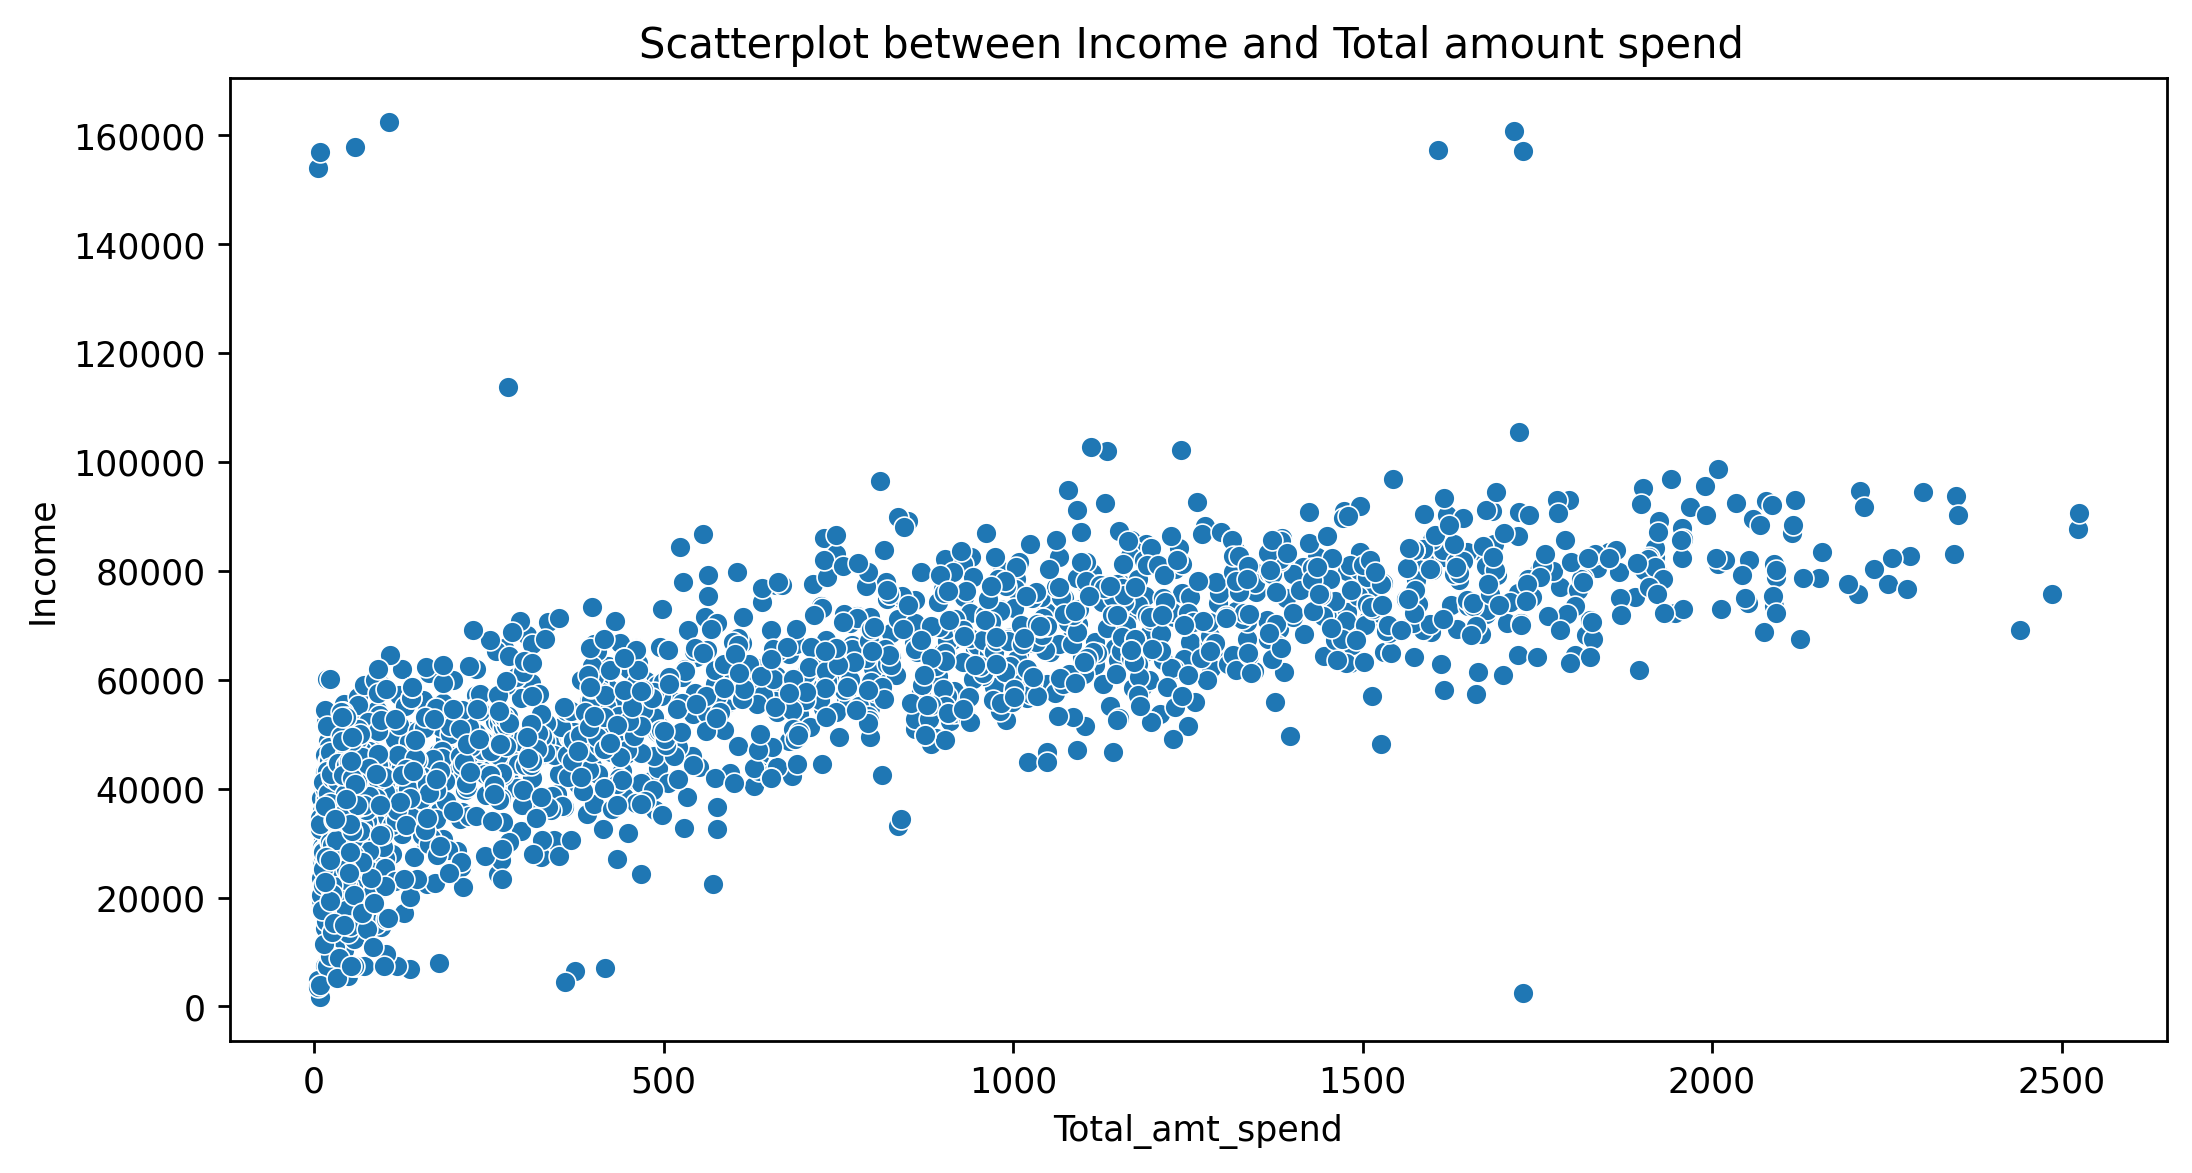 Scatterplot between Income and Total amount spend
160000
140000
120000
100000
80000
60000
40000
20000
0
Income
0 500 1000 1500 2000 2500
Total_amt_spend